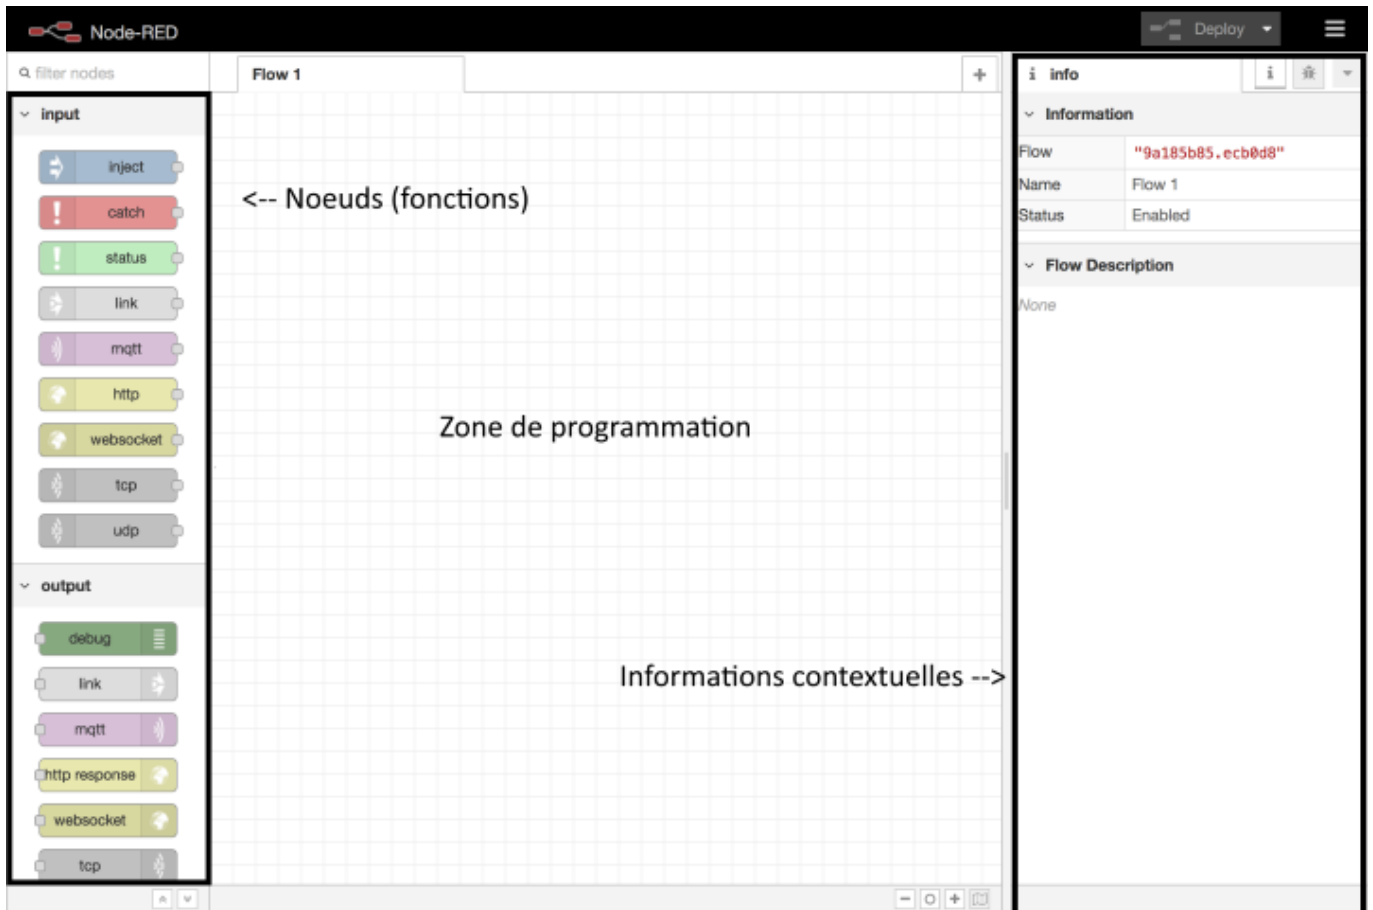 Node-RED
Deploy
filter nodes
Flow 1
info
input
inject
catch
status
link
mqtt
http
websocket
tcp
udp
output
debug
link
mqtt
http response
websocket
tcp
<-- Noeuds (fonctions)
Zone de programmation
Informations contextuelles -->
Information
Flow "9a185b85.ecb0d8"
Name Flow 1
Status Enabled
Flow Description
None